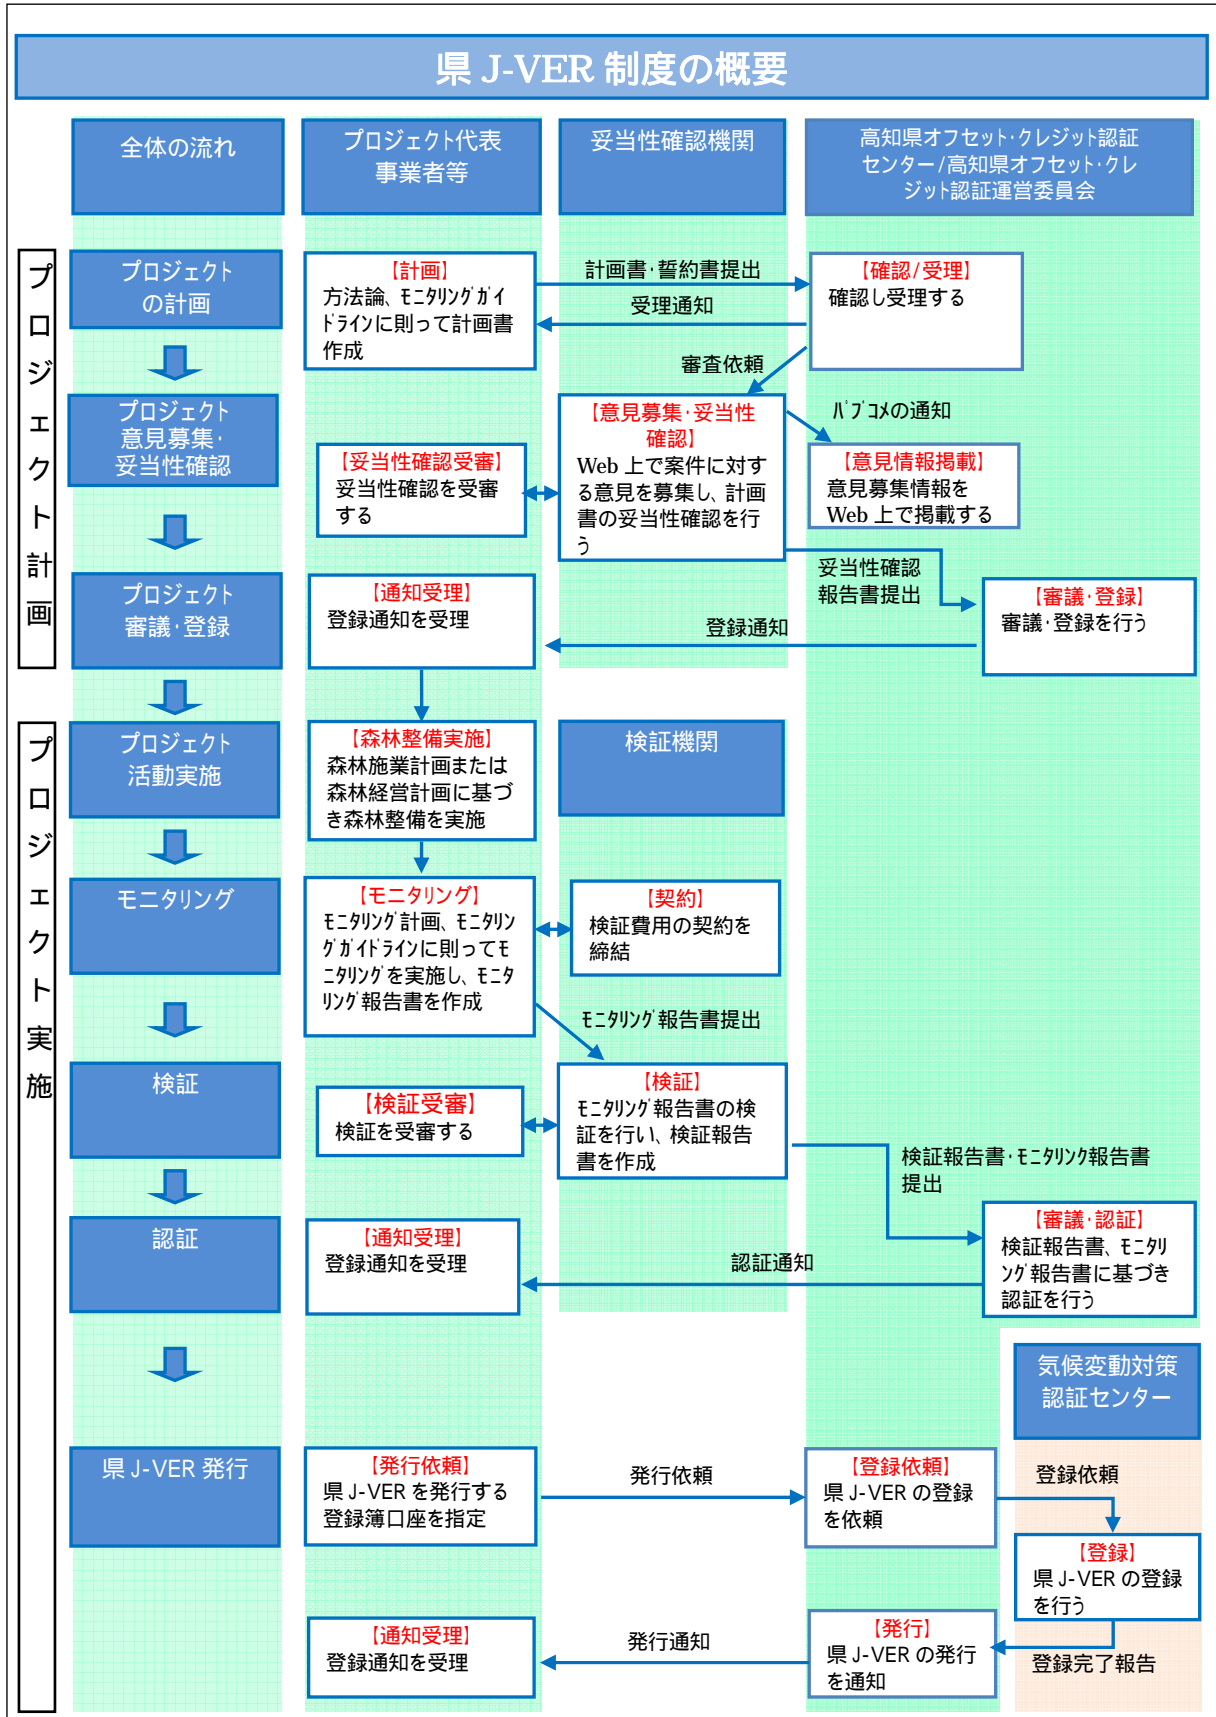 県 J-VER 制度の概要
全体の流れ
プロジェクト代表
事業者等
妥当性確認機関
高知県オフセット・クレジット認証
センター/高知県オフセット・クレ
ジット認証運営委員会
プロジェクト計画
プロジェクト
の計画
【計画】
方法論、モニタリングガイ
ドラインに則って計画書
作成
計画書・誓約書提出
受理通知
【確認/受理】
確認し受理する
審査依頼
プロジェクト
意見募集・
妥当性確認
【妥当性確認受審】
妥当性確認を受審
する
【意見募集・妥当性
確認】
Web 上で案件に対す
る意見を募集し、計画
書の妥当性確認を行
う
パブコメの通知
【意見情報掲載】
意見募集情報を
Web 上で掲載する
妥当性確認
報告書提出
プロジェクト
審議・登録
【通知受理】
登録通知を受理
登録通知
【審議・登録】
審議・登録を行う
プロジェクト実施
プロジェクト
活動実施
【森林整備実施】
森林施業計画または
森林経営計画に基づ
き森林整備を実施
検証機関
モニタリング
【モニタリング】
モニタリング計画、モニタリン
グガイドラインに則ってモ
ニタリングを実施し、モニタ
リング報告書を作成
【契約】
検証費用の契約を
締結
モニタリング報告書提出
検証
【検証受審】
検証を受審する
【検証】
モニタリング報告書の検
証を行い、検証報告
書を作成
検証報告書・モニタリンク報告書
提出
認証
【通知受理】
登録通知を受理
認証通知
【審議・認証】
検証報告書、モニタリ
ング報告書に基づき
認証を行う
気候変動対策
認証センター
県 J-VER 発行
【発行依頼】
県 J-VER を発行する
登録簿口座を指定
発行依頼
【登録依頼】
県 J-VER の登録
を依頼
登録依頼
【登録】
県 J-VER の登録
を行う
【通知受理】
登録通知を受理
発行通知
【発行】
県 J-VER の発行
を通知
登録完了報告